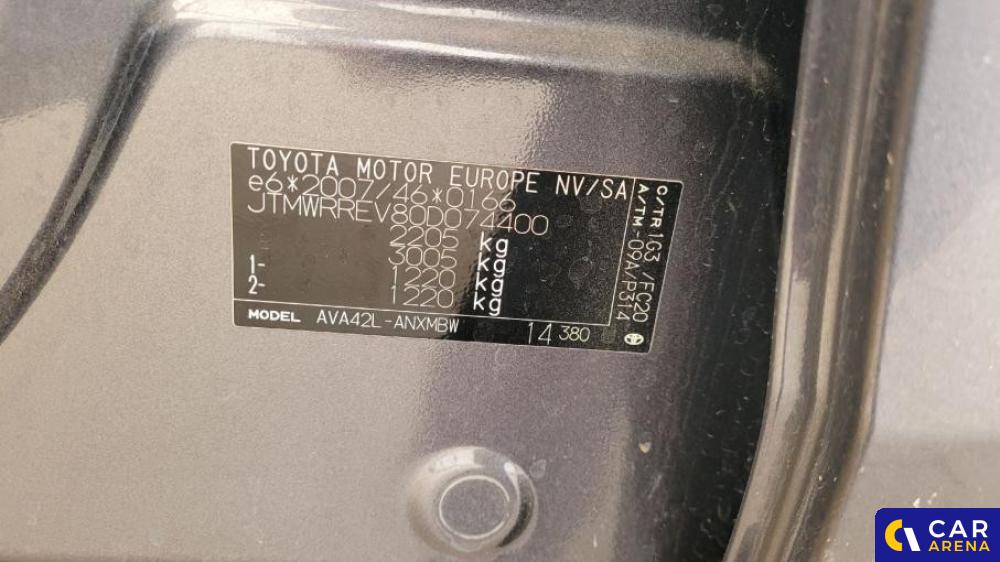 TOYOTA MOTOR EUROPE NV/SA
e6*2007/46*0166
JTMWRREV80D074400
2205 kg
3005 kg
1- 1220 kg
2- 1220 kg
MODEL AVA42L-ANXMBW
14 380
C/TR 1G3 /FC20
A/TM -09A/P314
CAR
ARENA